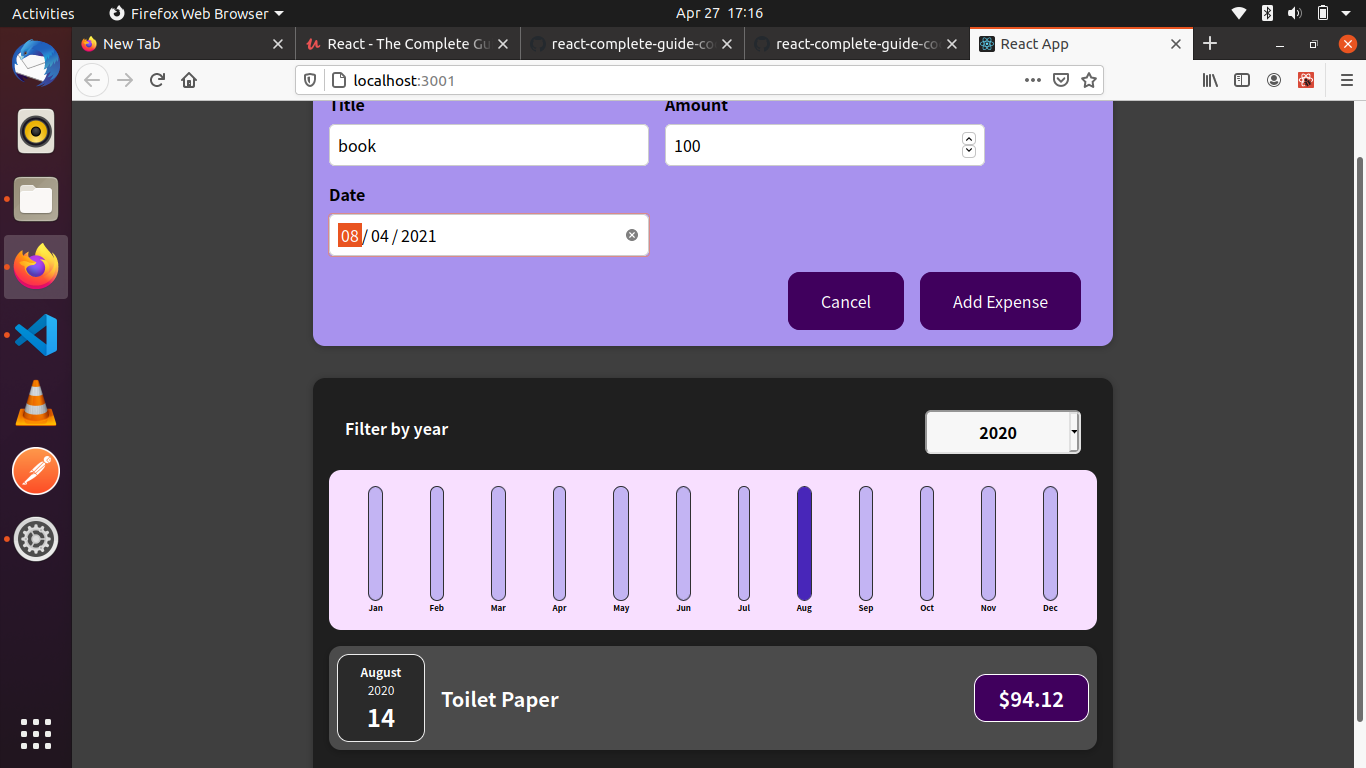 Activities
Firefox Web Browser
Apr 27 17:16
New Tab
React - The Complete Gu
react-complete-guide-co
react-complete-guide-co
React App
localhost:3001
Title
Amount
book
100
Date
08/04/2021
Cancel
Add Expense
Filter by year
2020
Jan
Feb
Mar
Apr
May
Jun
Jul
Aug
Sep
Oct
Nov
Dec
August
2020
14
Toilet Paper
$94.12